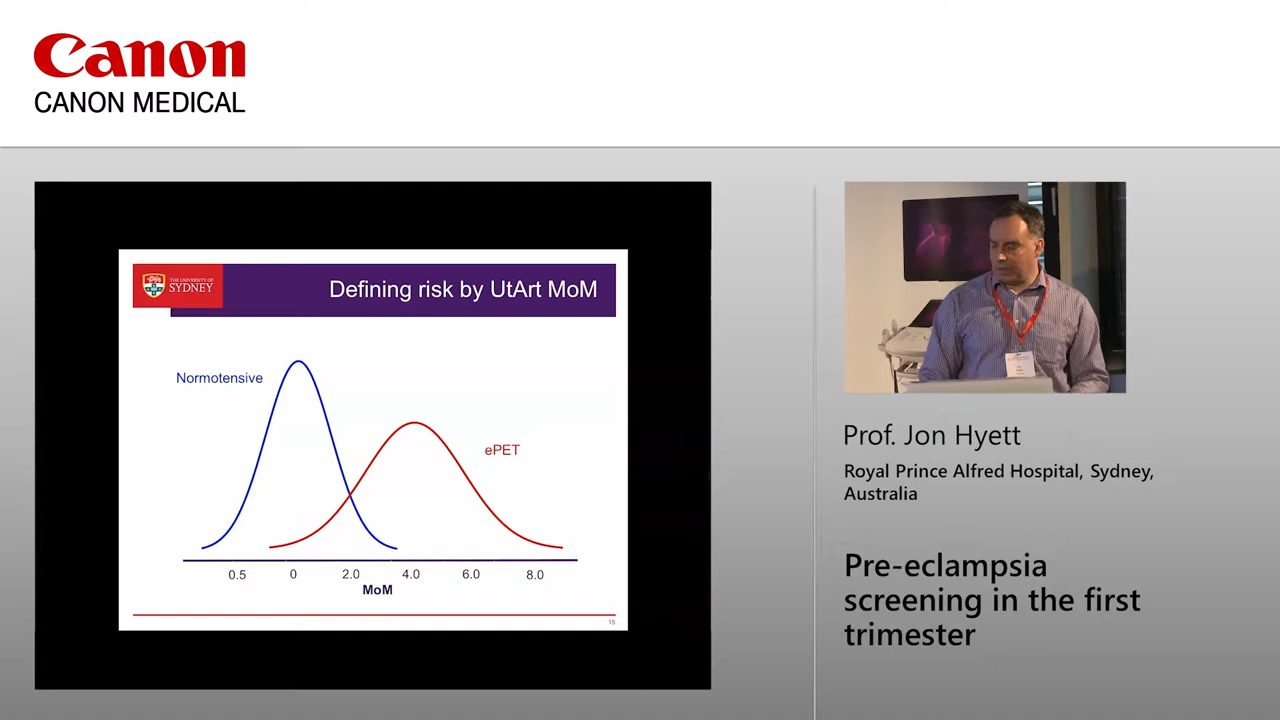 Canon
CANON MEDICAL
THE UNIVERSITY OF
SYDNEY
Defining risk by UtArt MoM
Normotensive
ePET
0.5 0 2.0 4.0 6.0 8.0
MoM
15
Prof. Jon Hyett
Royal Prince Alfred Hospital, Sydney,
Australia
Pre-eclampsia
screening in the first
trimester